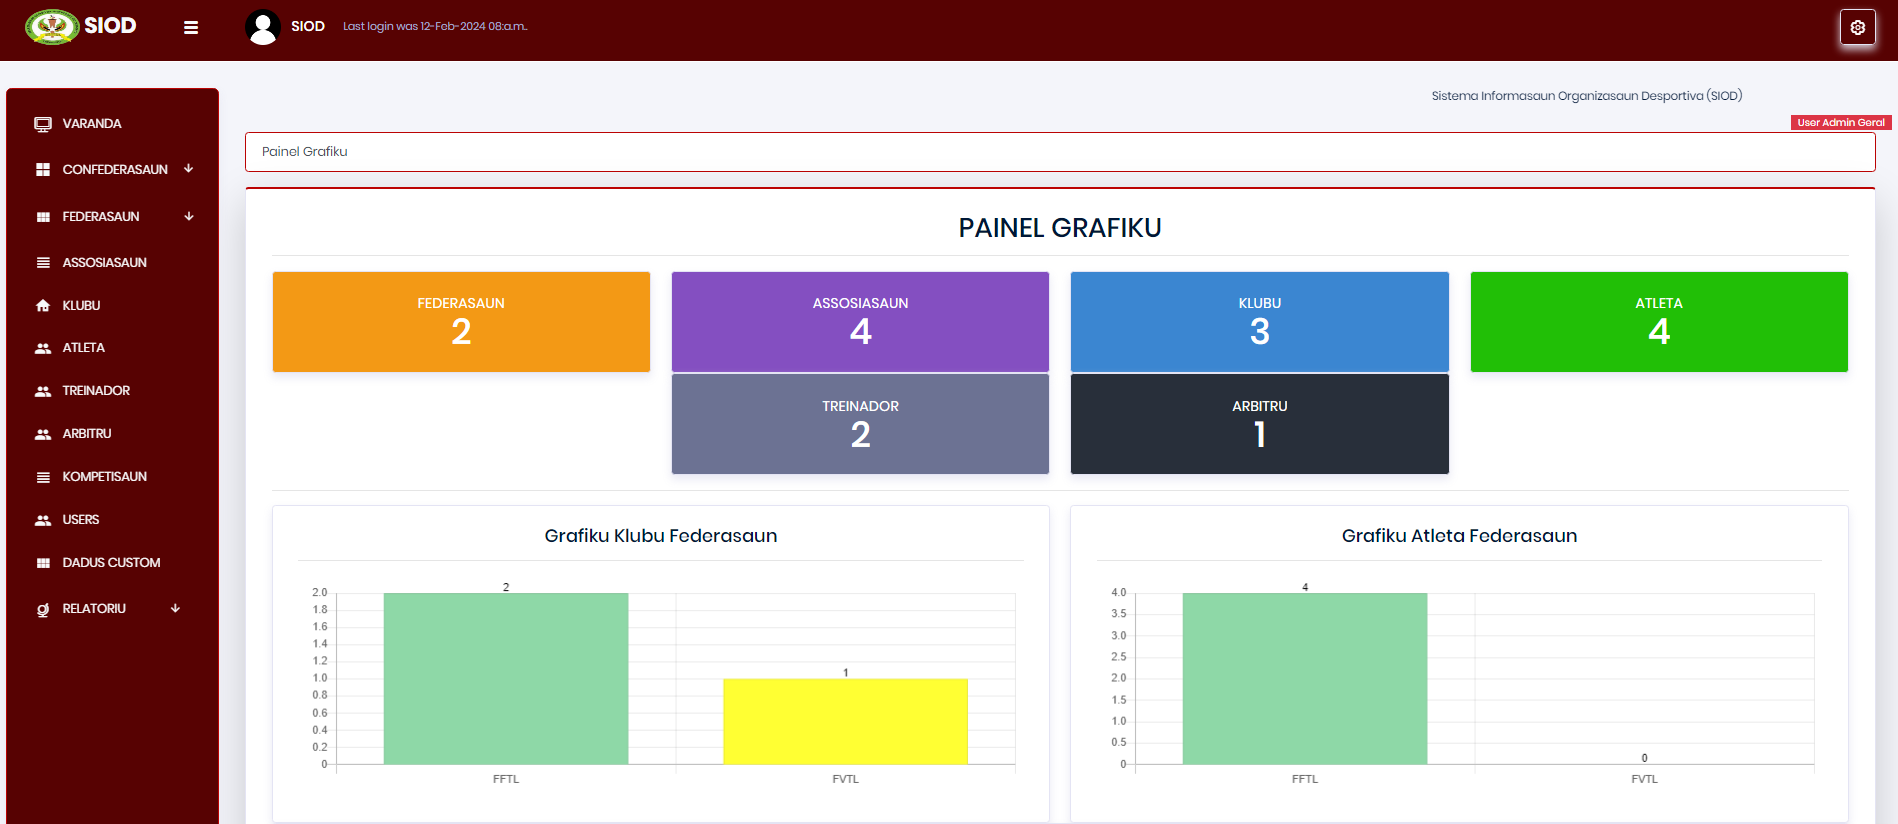 SIOD
SIOD
Last login was 12-Feb-2024 08:a.m..
VARANDA
CONFEDERASAUN
FEDERASAUN
ASSOSIASAUN
KLUBU
ATLETA
TREINADOR
ARBITRU
KOMPETISAUN
USERS
DADUS CUSTOM
RELATORIU
Sistema Informasaun Organizasaun Desportiva (SIOD)
User Admin Geral
Painel Grafiku
PAINEL GRAFIKU
FEDERASAUN
2
ASSOSIASAUN
4
KLUBU
3
ATLETA
4
TREINADOR
2
ARBITRU
1
Grafiku Klubu Federasaun
2
1
2.0
1.8
1.6
1.4
1.2
1.0
0.8
0.6
0.4
0.2
0
FFTL FVTL
Grafiku Atleta Federasaun
4
0
4.0
3.5
3.0
2.5
2.0
1.5
1.0
0.5
0
FFTL FVTL